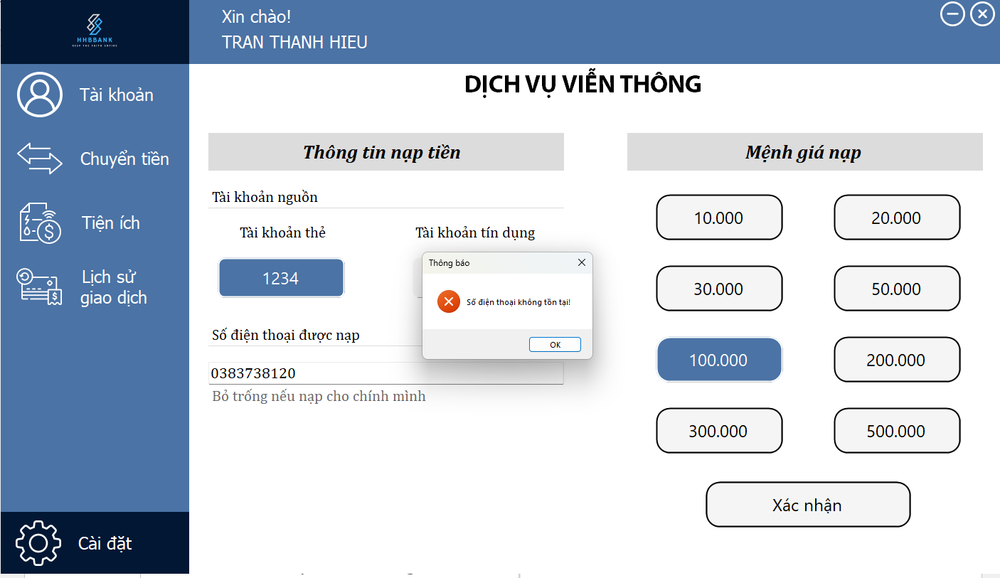 HHBBANK
KEEP THE FAITH ENTIRE
Xin chào!
TRAN THANH HIEU
Tài khoản
Chuyển tiền
Tiện ích
Lịch sử
giao dịch
Cài đặt
DỊCH VỤ VIỄN THÔNG
Thông tin nạp tiền
Tài khoản nguồn
Tài khoản thẻ
Tài khoản tín dụng
1234
Số điện thoại được nạp
0383738120
Bỏ trống nếu nạp cho chính mình
Thông báo
Số điện thoại không tồn tại!
OK
Mệnh giá nạp
10.000
20.000
30.000
50.000
100.000
200.000
300.000
500.000
Xác nhận